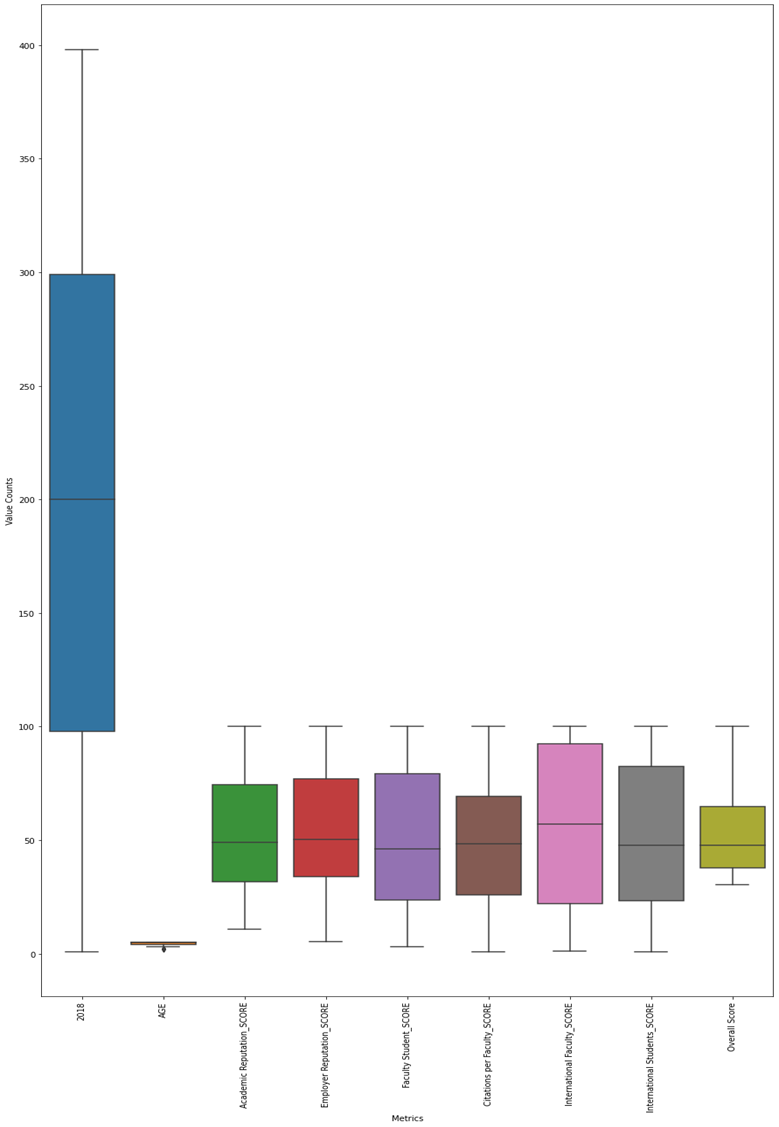 400
350
300
250
200
150
100
50
0
Value Counts
2018
AGE
Academic Reputation_SCORE
Employer Reputation_SCORE
Faculty Student_SCORE
Citations per Faculty_SCORE
International Faculty_SCORE
International Students_SCORE
Overall Score
Metrics